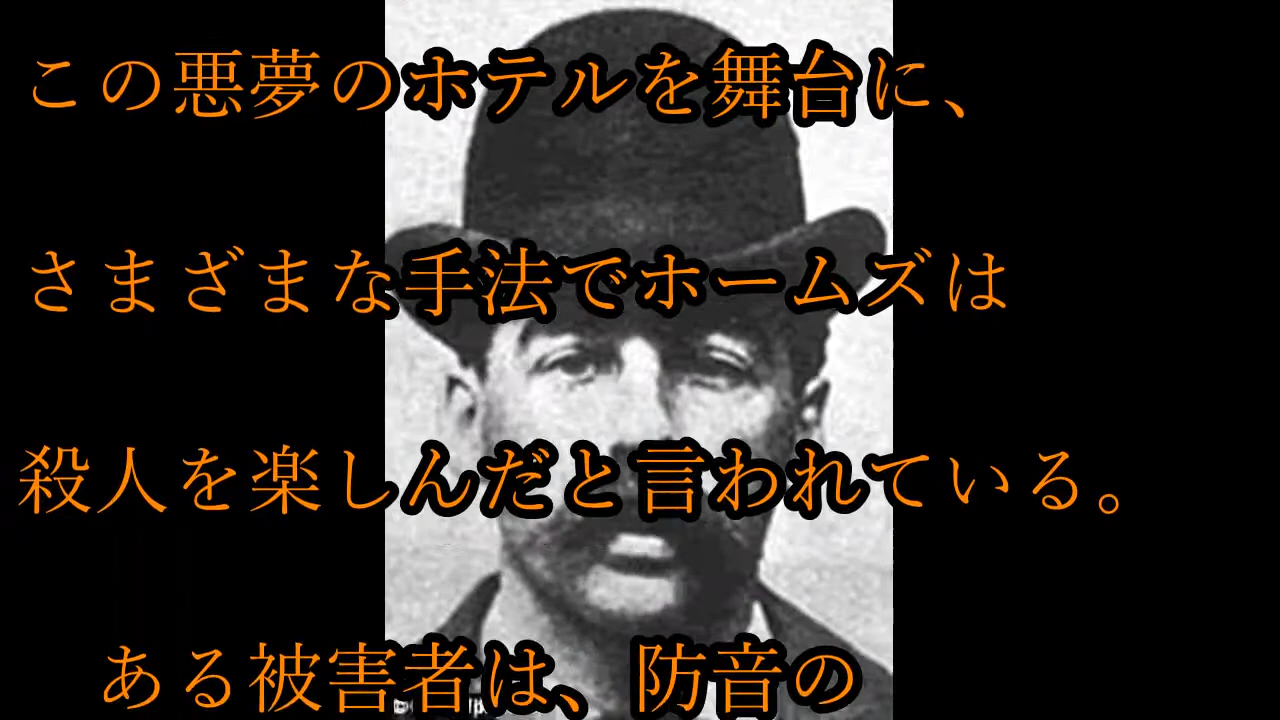 この悪夢のホテルを舞台に、
さまざまな手法でホームズは
殺人を楽しんだと言われている。
ある被害者は、防音の